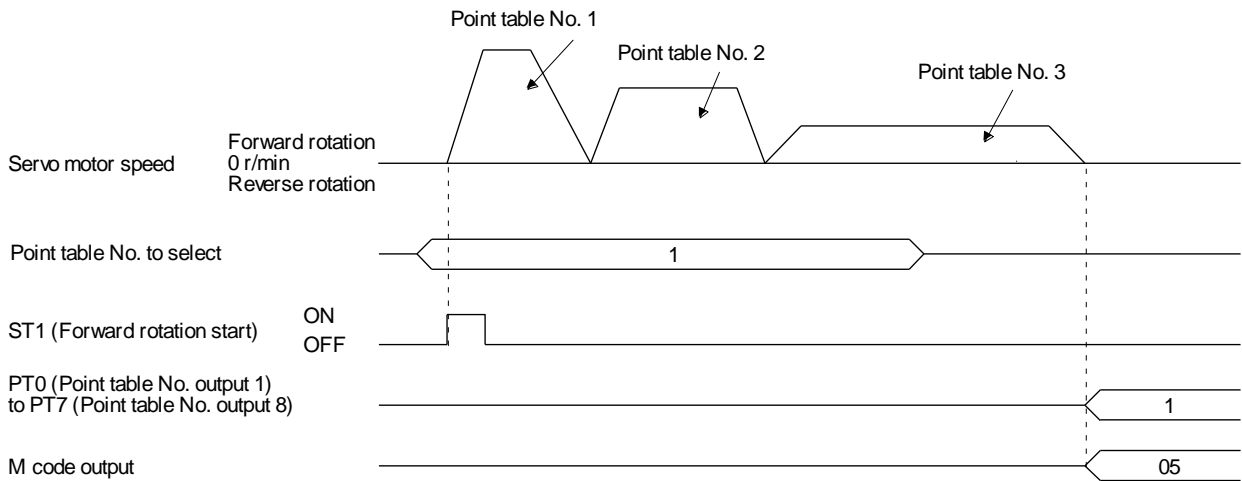 Point table No. 1
Point table No. 2
Point table No. 3
Forward rotation
Servo motor speed 0 r/min
Reverse rotation
Point table No. to select 1
ON
ST1 (Forward rotation start)
OFF
PT0 (Point table No. output 1)
to PT7 (Point table No. output 8) 1
M code output 05